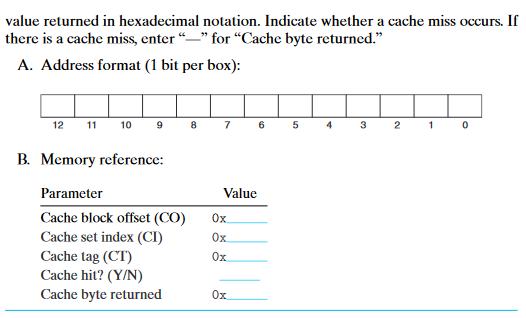 value returned in hexadecimal notation. Indicate whether a cache miss occurs. If
there is a cache miss, enter “—” for “Cache byte returned.”
A. Address format (1 bit per box):
12 11 10 9 8 7 6 5 4 3 2 1 0
B. Memory reference:
Parameter Value
Cache block offset (CO) 0x
Cache set index (CI) 0x
Cache tag (CT) 0x
Cache hit? (Y/N)
Cache byte returned 0x